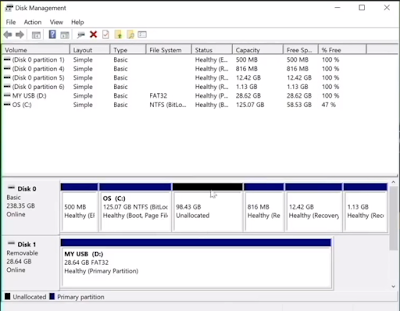 Disk Management
File Action View Help
Volume Layout Type File System Status Capacity Free Sp... % Free
(Disk 0 partition 1) Simple Basic Healthy (E... 500 MB 500 MB 100 %
(Disk 0 partition 4) Simple Basic Healthy (R... 816 MB 816 MB 100 %
(Disk 0 partition 5) Simple Basic Healthy (R... 12.42 GB 12.42 GB 100 %
(Disk 0 partition 6) Simple Basic Healthy (R... 1.13 GB 1.13 GB 100 %
MY USB (D:) Simple Basic FAT32 Healthy (P... 28.62 GB 28.62 GB 100 %
OS (C:) Simple Basic NTFS (BitLo... Healthy (B... 125.07 GB 58.53 GB 47 %
Disk 0
Basic
238.35 GB
Online
500 MB
Healthy (EI
OS (C:)
125.07 GB NTFS (BitLoc
Healthy (Boot, Page File
98.43 GB
Unallocated
816 MB
Healthy (Re
12.42 GB
Healthy (Recovery
1.13 GB
Healthy (Reco
Disk 1
Removable
28.64 GB
Online
MY USB (D:)
28.64 GB FAT32
Healthy (Primary Partition)
Unallocated Primary partition